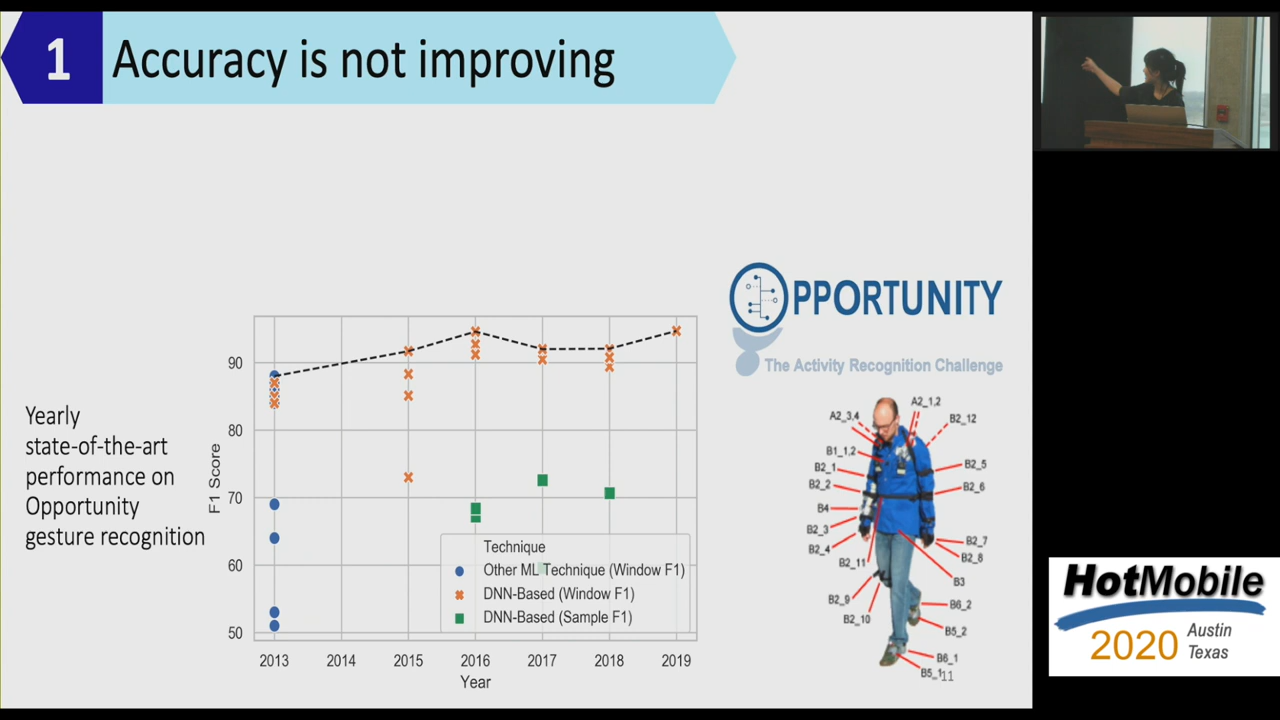 1
Accuracy is not improving
Yearly
state-of-the-art
performance on
Opportunity
gesture recognition
F1 Score
90
80
70
60
50
2013 2014 2015 2016 2017 2018 2019
Year
Technique
Other ML Technique (Window F1)
DNN-Based (Window F1)
DNN-Based (Sample F1)
OPPORTUNITY
The Activity Recognition Challenge
A2_1,2
A2_3,4
B2_12
B1_1,2
B2_1
B2_5
B2_2
B2_6
B4
B2_3
B2_4
B2_7
B2_8
B2_11
B3
B2_9
B6_2
B2_10
B5_2
B6_1
B5_1
11
HotMobile
2020
Austin
Texas